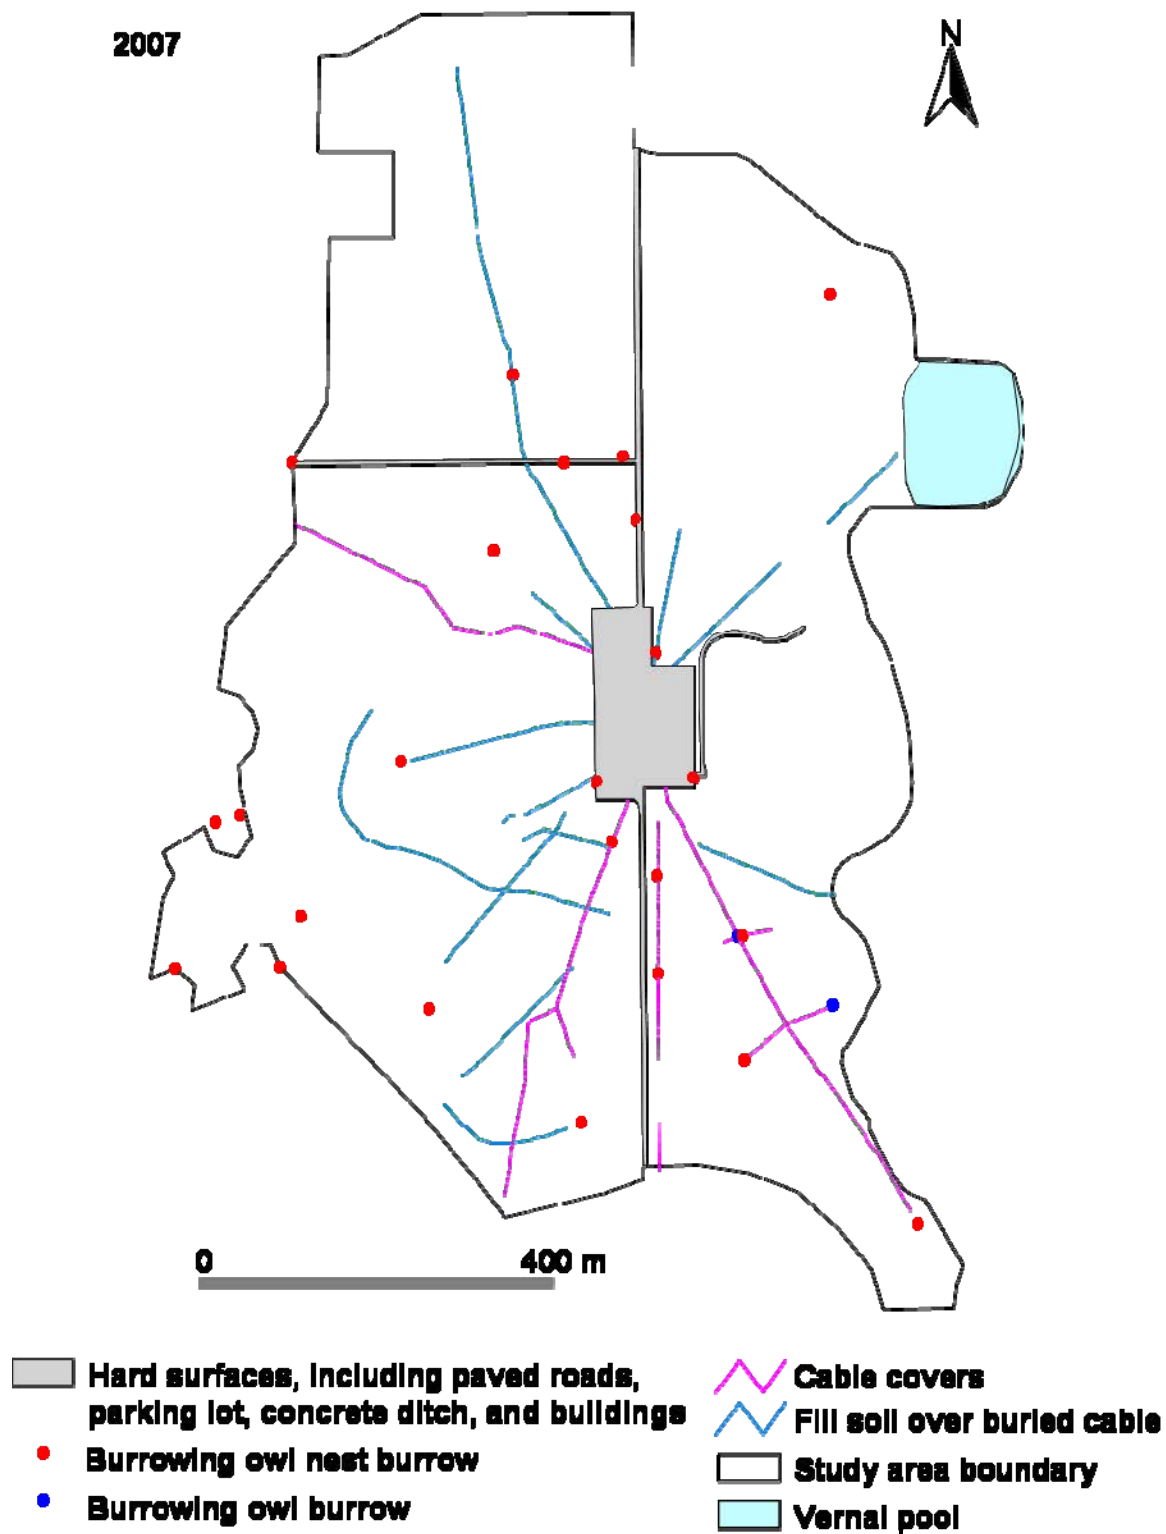 2007
N
0 400 m
Hard surfaces, including paved roads,
parking lot, concrete ditch, and buildings
Burrowing owl nest burrow
Burrowing owl burrow
Cable covers
Fill soil over buried cable
Study area boundary
Vernal pool